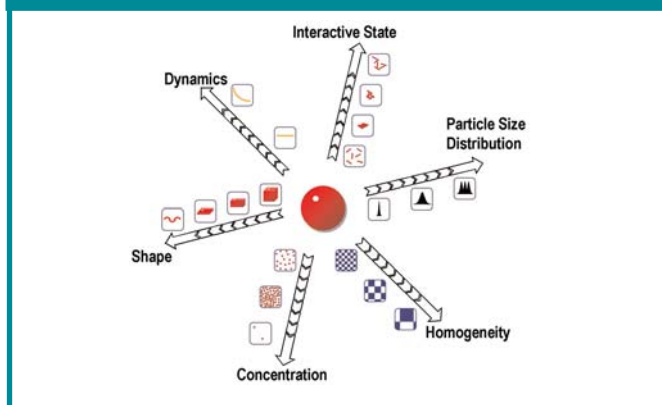 Interactive State
Dynamics
Particle Size
Distribution
Shape
Homogeneity
Concentration